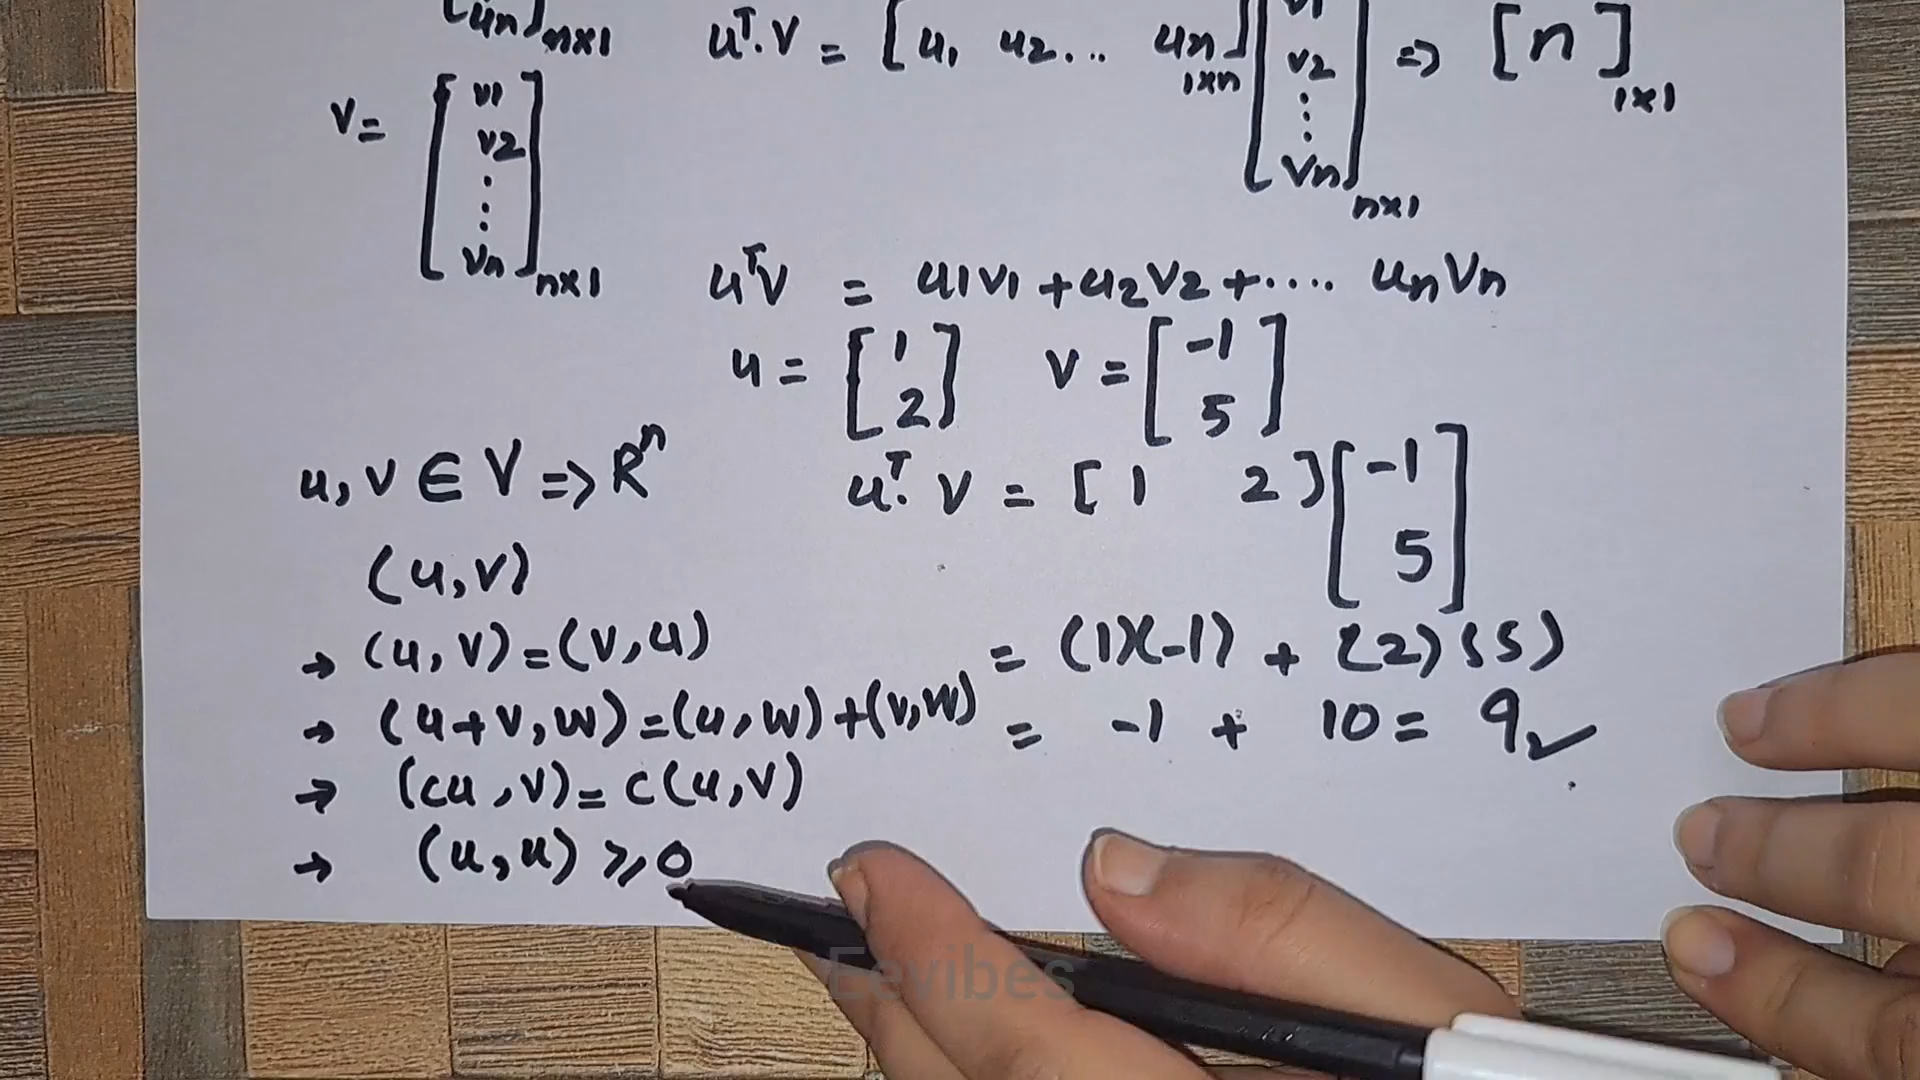 [un]nx1 uᵀ.V = [u1 u2... un]1xn [v1 v2 ⋮ Vn]nx1 => [n]1x1
V= [v1 v2 ⋮ Vn]nx1
uᵀV = u1v1+u2V2+.... unVn
u = [1 2] V = [-1 5]
u, v ∈ V => Rⁿ
uᵀ. V = [1 2] [-1 5]
(u,V)
→ (u,V)=(V,u)
= (1)(-1) + (2)(5)
→ (u+V,W)=(u,W)+(V,W)
= -1 + 10 = 9
→ (cu,V)=C(u,V)
→ (u,u) ≥ 0
Eevibes